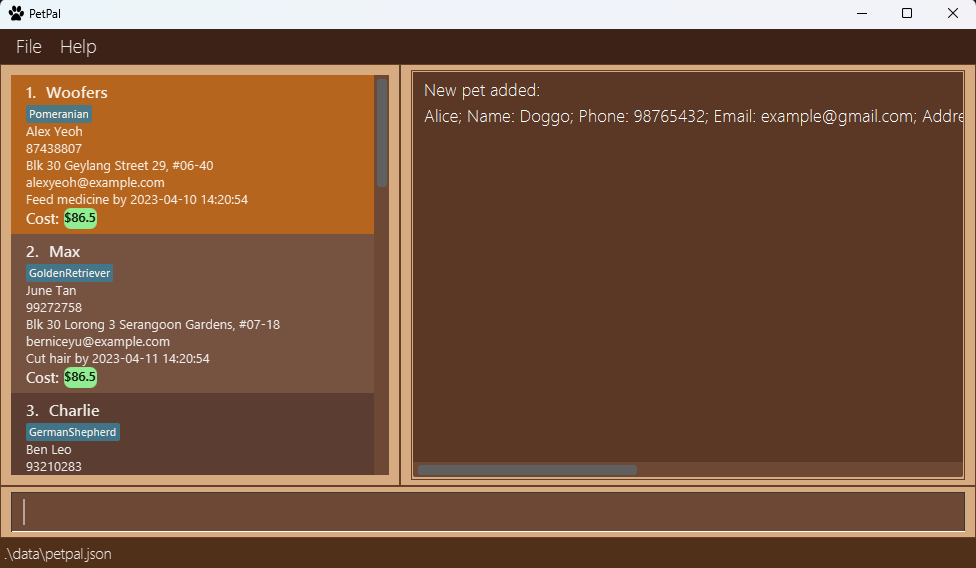 PetPal
File Help
1. Woofers
Pomeranian
Alex Yeoh
87438807
Blk 30 Geylang Street 29, #06-40
alexyeoh@example.com
Feed medicine by 2023-04-10 14:20:54
Cost: $86.5
2. Max
GoldenRetriever
June Tan
99272758
Blk 30 Lorong 3 Serangoon Gardens, #07-18
berniceyu@example.com
Cut hair by 2023-04-11 14:20:54
Cost: $86.5
3. Charlie
GermanShepherd
Ben Leo
93210283
New pet added:
Alice; Name: Doggo; Phone: 98765432; Email: example@gmail.com; Addre
.\data\petpal.json